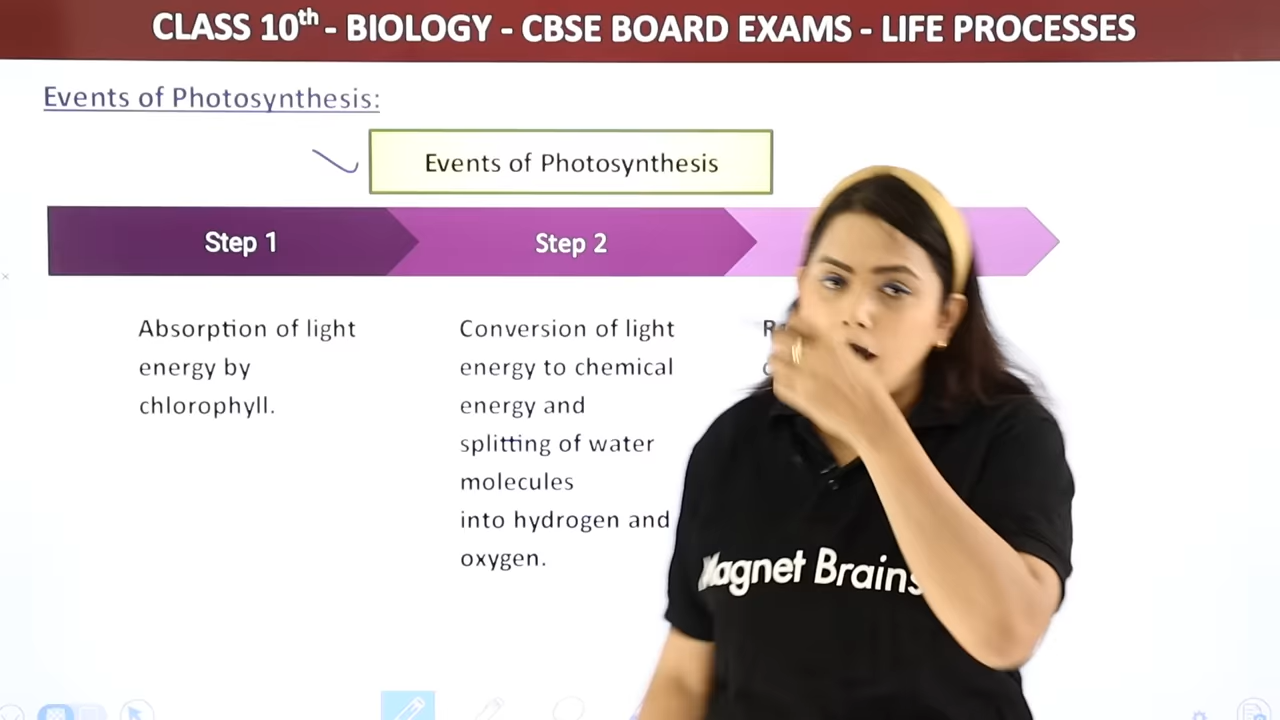 CLASS 10th - BIOLOGY - CBSE BOARD EXAMS - LIFE PROCESSES
Events of Photosynthesis:
Events of Photosynthesis
Step 1
Step 2
Absorption of light
energy by
chlorophyll.
Conversion of light
energy to chemical
energy and
splitting of water
molecules
into hydrogen and
oxygen.
Magnet Brains